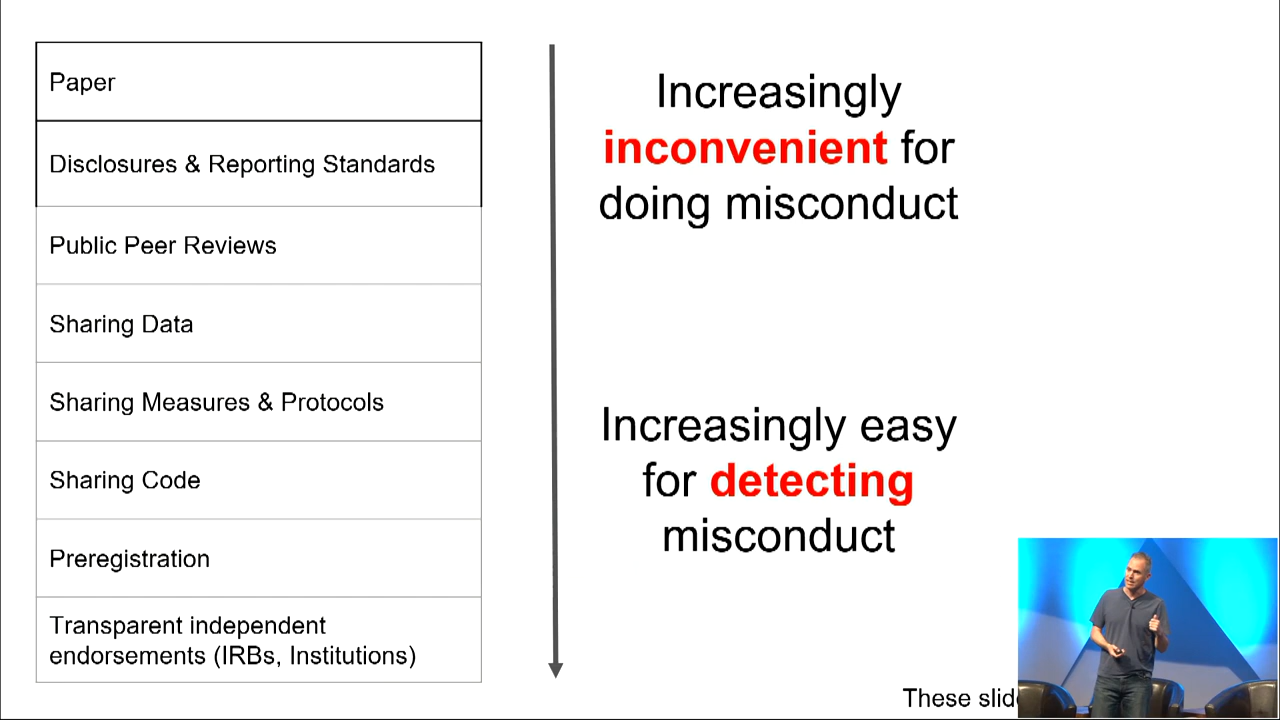 Paper
Disclosures & Reporting Standards
Public Peer Reviews
Sharing Data
Sharing Measures & Protocols
Sharing Code
Preregistration
Transparent independent
endorsements (IRBs, Institutions)
Increasingly
inconvenient for
doing misconduct
Increasingly easy
for detecting
misconduct
These